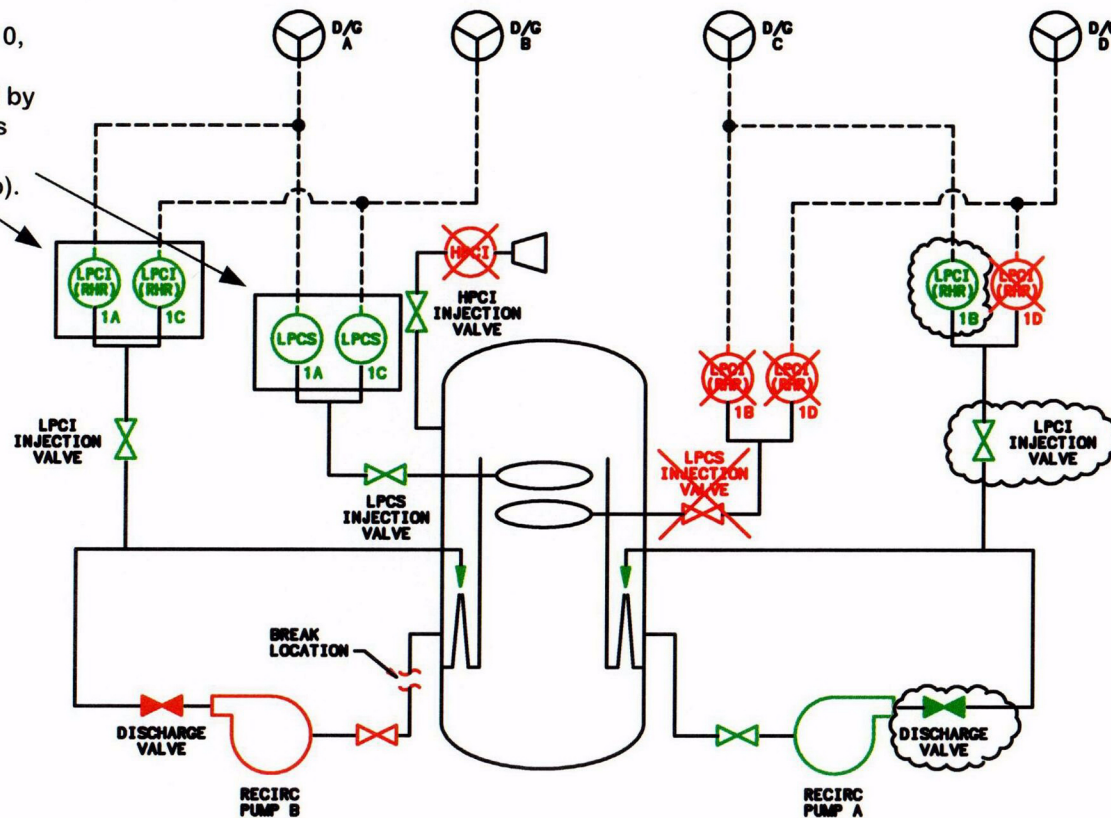 0,
by
s
o).
D/G
A
D/G
B
D/G
C
D/G
D
LPCI
(RHR)
1A
LPCI
(RHR)
1C
LPCS
1A
LPCS
1C
HPCI
HPCI
INJECTION
VALVE
LPCI
(RHR)
1B
LPCI
(RHR)
1D
LPCI
(RHR)
1B
LPCI
(RHR)
1D
LPCI
INJECTION
VALVE
LPCS
INJECTION
VALVE
LPCS
INJECTION
VALVE
LPCI
INJECTION
VALVE
BREAK
LOCATION
DISCHARGE
VALVE
RECIRC
PUMP B
DISCHARGE
VALVE
RECIRC
PUMP A